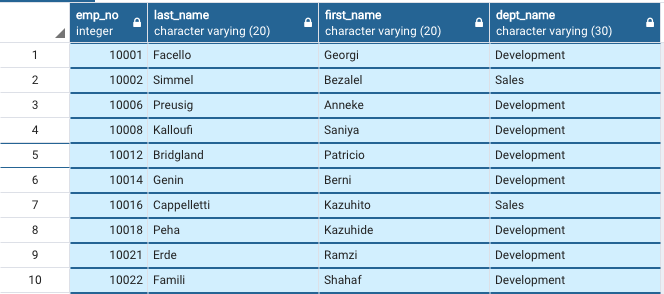 emp_no last_name first_name dept_name
integer character varying (20) character varying (20) character varying (30)
1 10001 Facello Georgi Development
2 10002 Simmel Bezalel Sales
3 10006 Preusig Anneke Development
4 10008 Kalloufi Saniya Development
5 10012 Bridgland Patricio Development
6 10014 Genin Berni Development
7 10016 Cappelletti Kazuhito Sales
8 10018 Peha Kazuhide Development
9 10021 Erde Ramzi Development
10 10022 Famili Shahaf Development